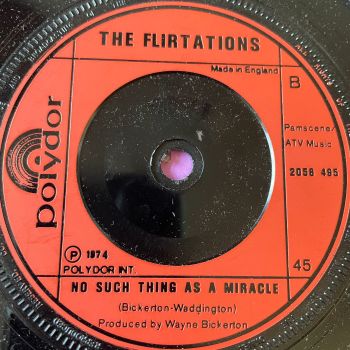 THE FLIRTATIONS
Made in England
B
polydor
Pamscene/
ATV Music
2058 495
Ⓟ 1974
POLYDOR INT.
45
NO SUCH THING AS A MIRACLE
(Bickerton-Waddington)
Produced by Wayne Bickerton